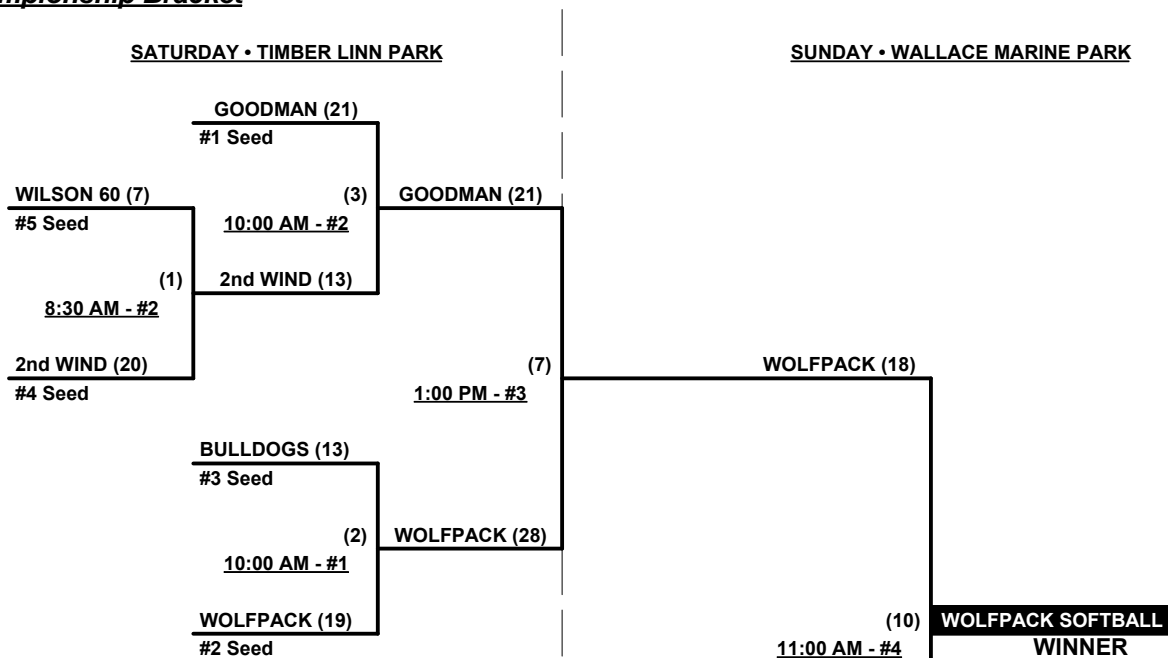 SATURDAY • TIMBER LINN PARK
SUNDAY • WALLACE MARINE PARK
GOODMAN (21)
#1 Seed
WILSON 60 (7)
(3)
GOODMAN (21)
#5 Seed
10:00 AM - #2
(1)
2nd WIND (13)
8:30 AM - #2
2nd WIND (20)
(7)
WOLFPACK (18)
#4 Seed
1:00 PM - #3
BULLDOGS (13)
#3 Seed
(2)
WOLFPACK (28)
10:00 AM - #1
WOLFPACK (19)
(10)
WOLFPACK SOFTBALL
#2 Seed
11:00 AM - #4
WINNER